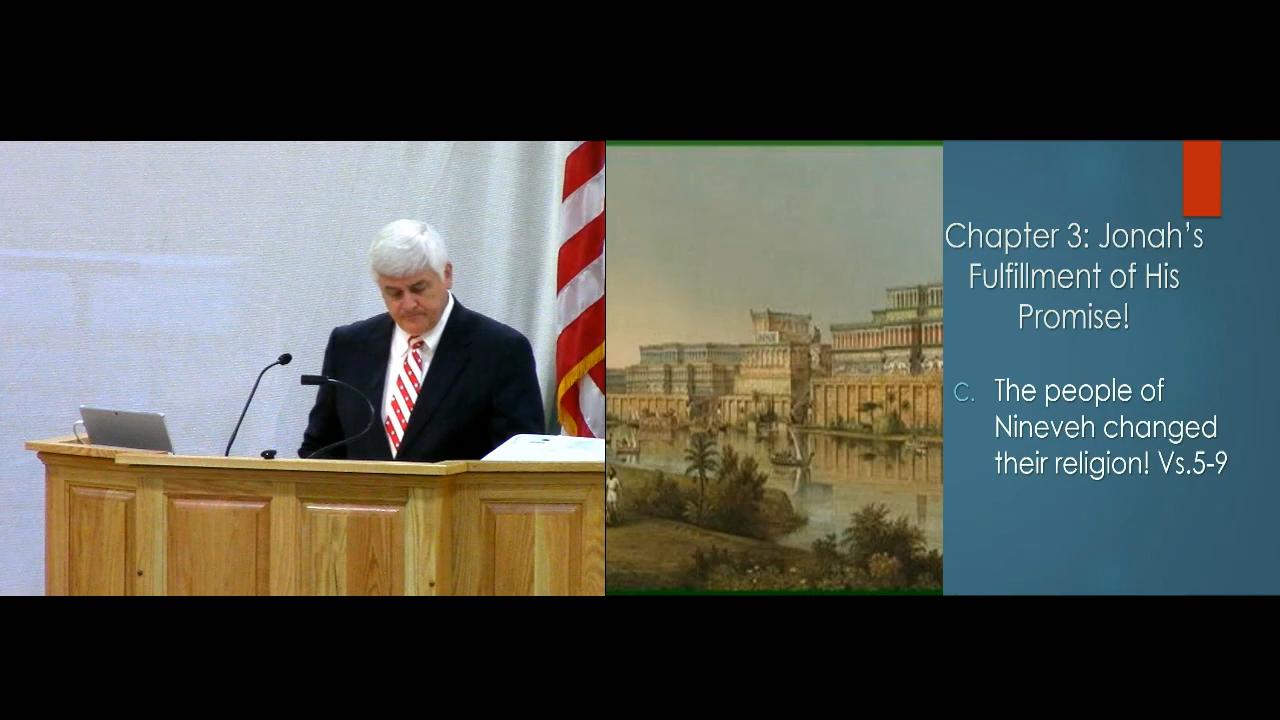 Chapter 3: Jonah's
Fulfillment of His
Promise!
C. The people of
Nineveh changed
their religion! Vs.5-9